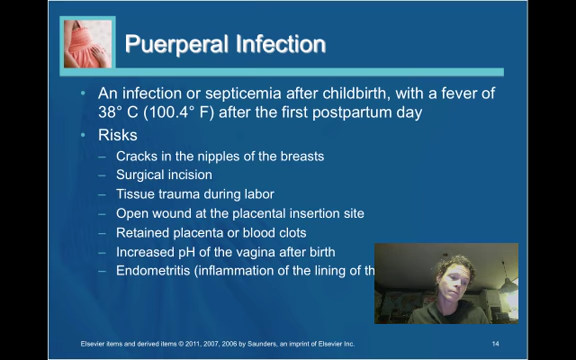 Puerperal Infection
• An infection or septicemia after childbirth, with a fever of
38° C (100.4° F) after the first postpartum day
• Risks
– Cracks in the nipples of the breasts
– Surgical incision
– Tissue trauma during labor
– Open wound at the placental insertion site
– Retained placenta or blood clots
– Increased pH of the vagina after birth
– Endometritis (inflammation of the lining of th
Elsevier items and derived items © 2011, 2007, 2006 by Saunders, an imprint of Elsevier Inc.
14